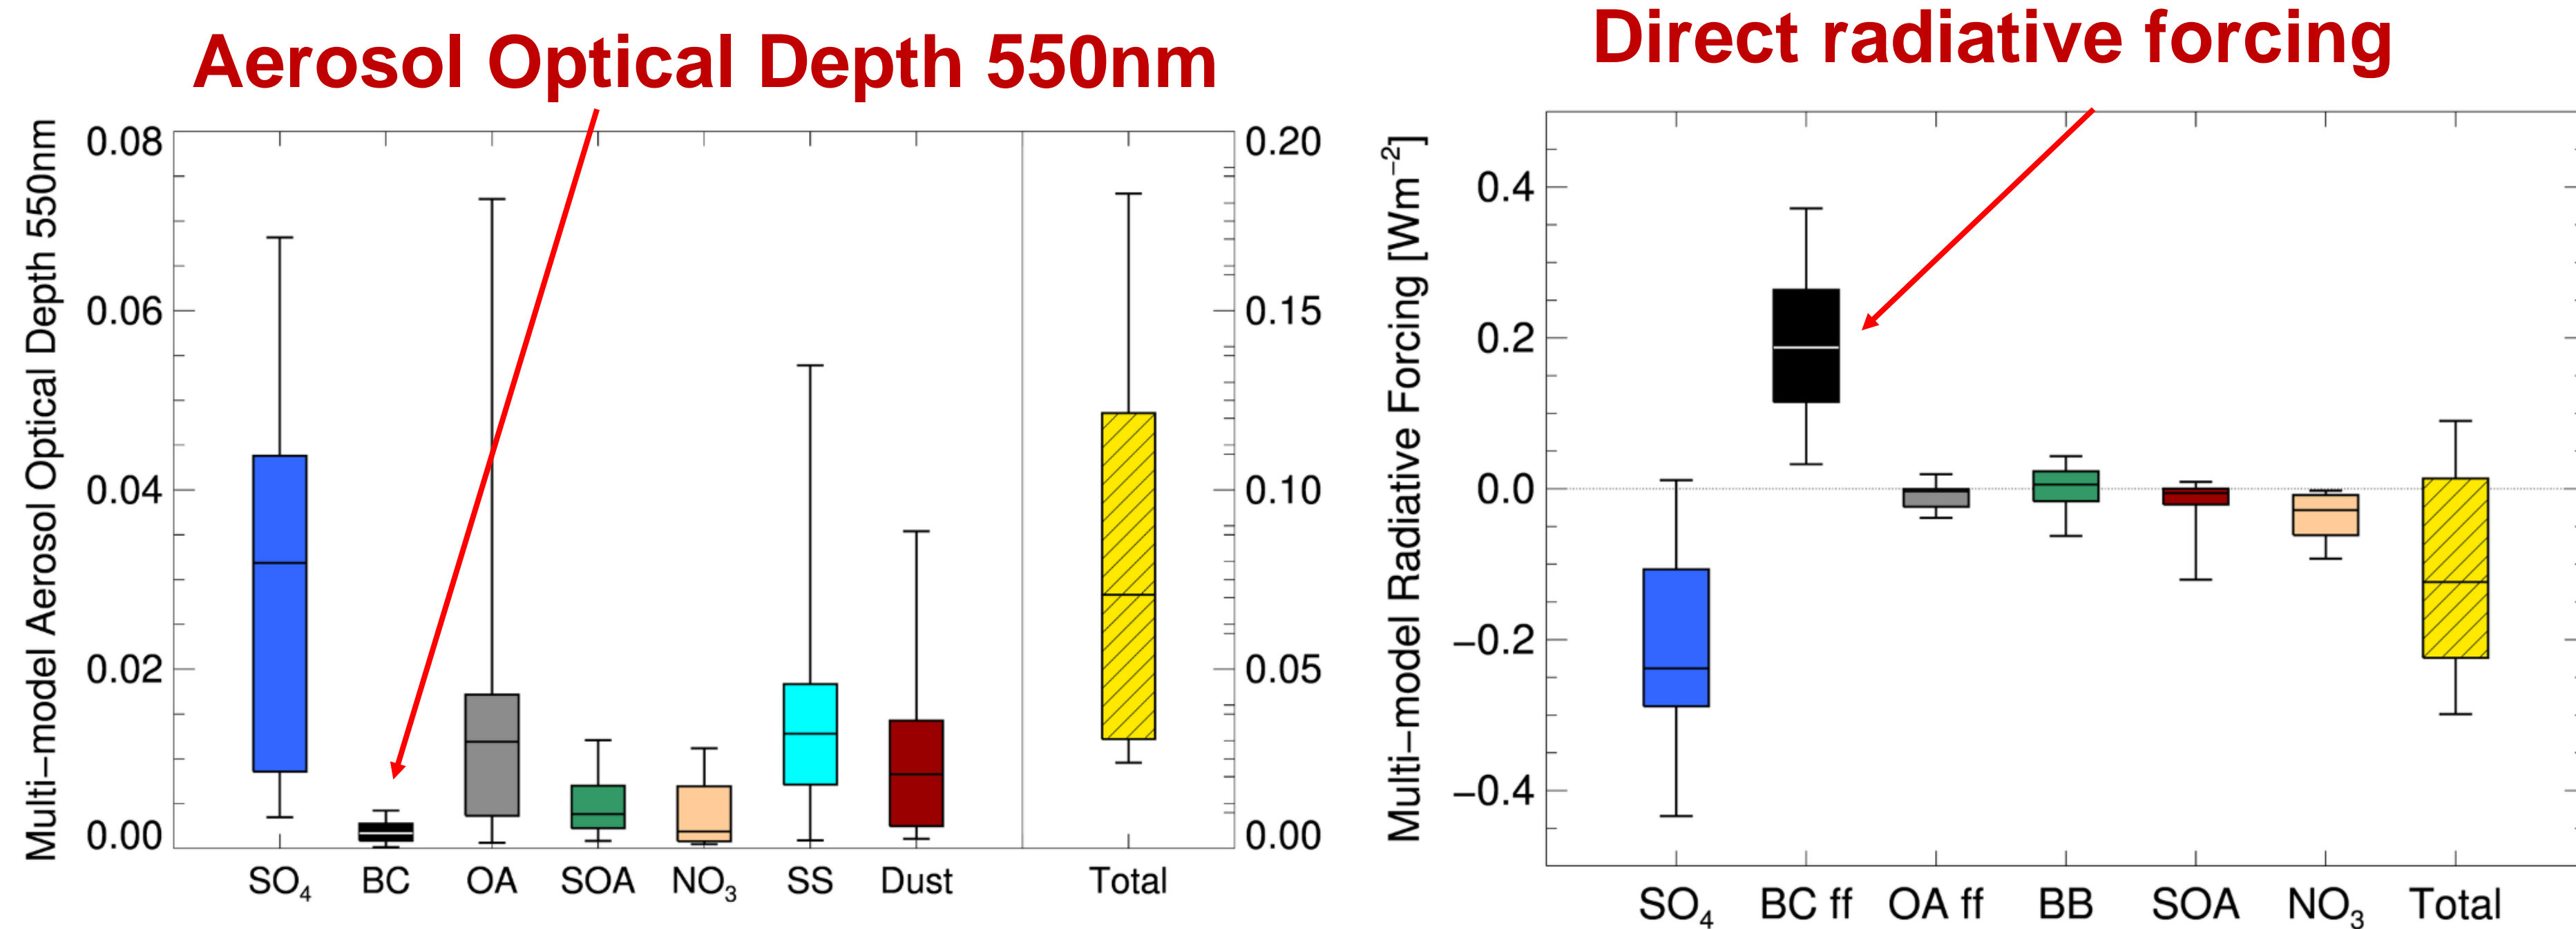 Aerosol Optical Depth 550nm
Multi−model Aerosol Optical Depth 550nm
0.08
0.06
0.04
0.02
0.00
0.20
0.15
0.10
0.05
0.00
SO₄ BC OA SOA NO₃ SS Dust Total
Direct radiative forcing
Multi−model Radiative Forcing [Wm⁻²]
0.4
0.2
0.0
−0.2
−0.4
SO₄ BC ff OA ff BB SOA NO₃ Total